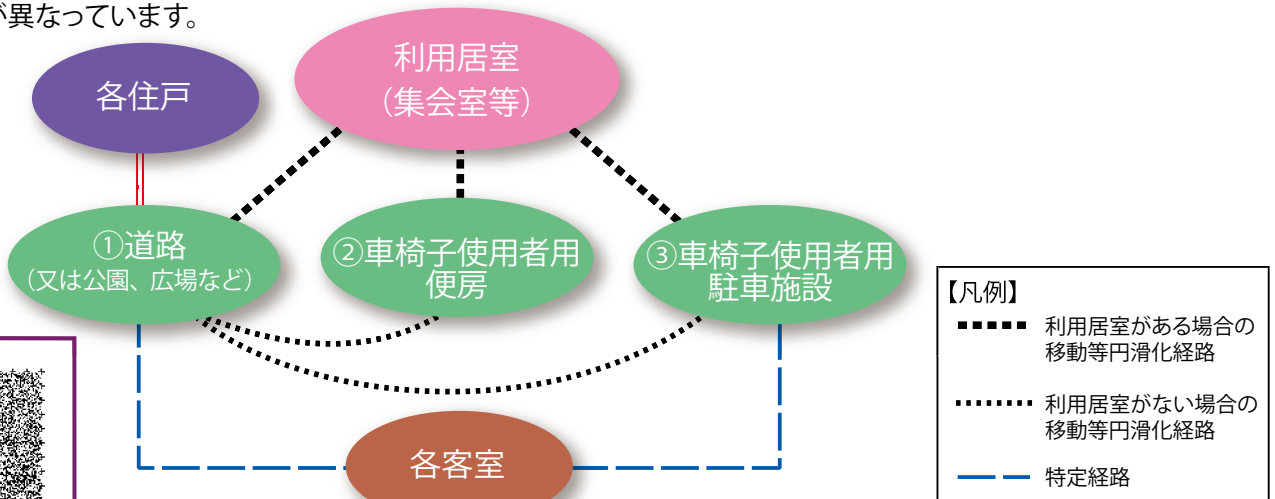 が異なっています。
利用居室
（集会室等）
各住戸
①道路
（又は公園、広場など）
②車椅子使用者用
便房
③車椅子使用者用
駐車施設
各客室
【凡例】
利用居室がある場合の
移動等円滑化経路
利用居室がない場合の
移動等円滑化経路
特定経路